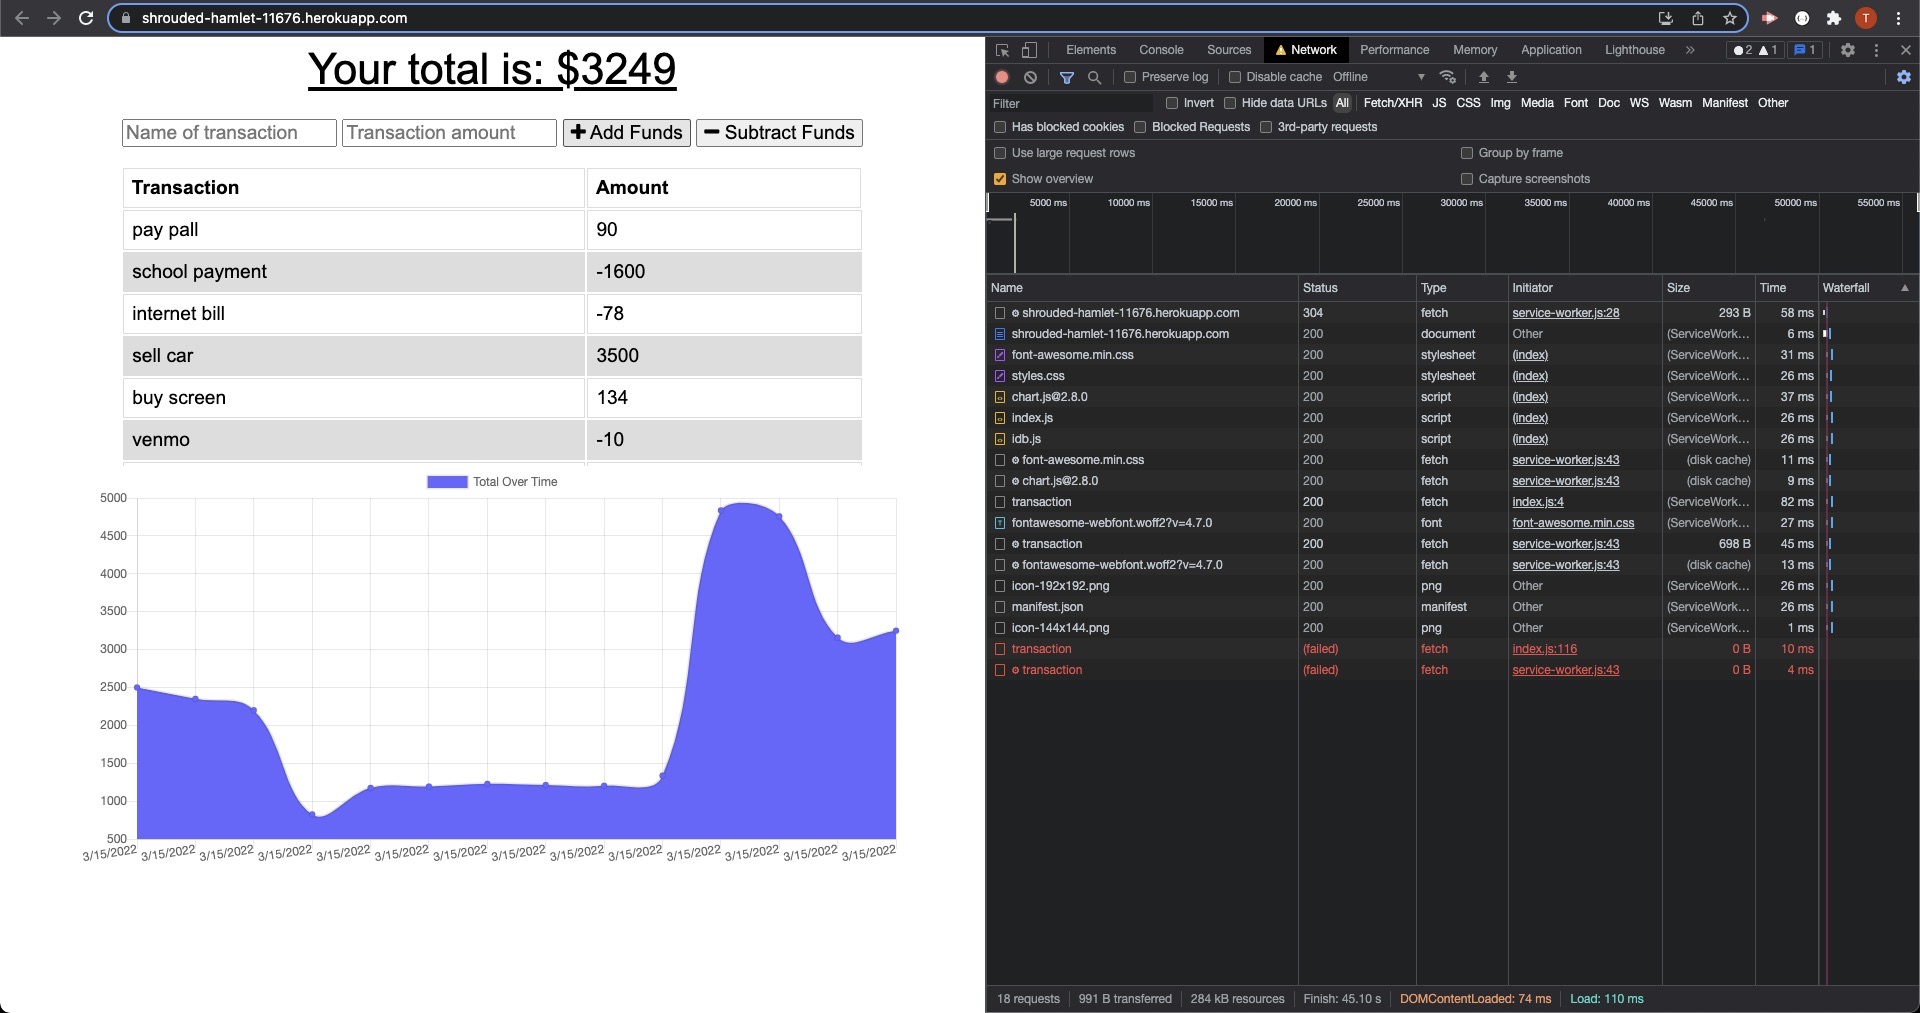 shrouded-hamlet-11676.herokuapp.com
T
Your total is: $3249
Name of transaction Transaction amount Add Funds Subtract Funds
Transaction Amount
pay pall 90
school payment -1600
internet bill -78
sell car 3500
buy screen 134
venmo -10
Total Over Time
5000
4500
4000
3500
3000
2500
2000
1500
1000
500
3/15/2022 3/15/2022 3/15/2022 3/15/2022 3/15/2022 3/15/2022 3/15/2022 3/15/2022 3/15/2022 3/15/2022 3/15/2022 3/15/2022 3/15/2022 3/15/2022
Elements Console Sources Network Performance Memory Application Lighthouse » 2 1 1
Preserve log Disable cache Offline
Filter Invert Hide data URLs All Fetch/XHR JS CSS Img Media Font Doc WS Wasm Manifest Other
Has blocked cookies Blocked Requests 3rd-party requests
Use large request rows Group by frame
Show overview Capture screenshots
5000 ms 10000 ms 15000 ms 20000 ms 25000 ms 30000 ms 35000 ms 40000 ms 45000 ms 50000 ms 55000 ms
Name Status Type Initiator Size Time Waterfall
shrouded-hamlet-11676.herokuapp.com 304 fetch service-worker.js:28 293 B 58 ms
shrouded-hamlet-11676.herokuapp.com 200 document Other (ServiceWork... 6 ms
font-awesome.min.css 200 stylesheet (index) (ServiceWork... 31 ms
styles.css 200 stylesheet (index) (ServiceWork... 26 ms
chart.js@2.8.0 200 script (index) (ServiceWork... 37 ms
index.js 200 script (index) (ServiceWork... 26 ms
idb.js 200 script (index) (ServiceWork... 26 ms
font-awesome.min.css 200 fetch service-worker.js:43 (disk cache) 11 ms
chart.js@2.8.0 200 fetch service-worker.js:43 (disk cache) 9 ms
transaction 200 fetch index.js:4 (ServiceWork... 82 ms
fontawesome-webfont.woff2?v=4.7.0 200 font font-awesome.min.css (ServiceWork... 27 ms
transaction 200 fetch service-worker.js:43 698 B 45 ms
fontawesome-webfont.woff2?v=4.7.0 200 fetch service-worker.js:43 (disk cache) 13 ms
icon-192x192.png 200 png Other (ServiceWork... 26 ms
manifest.json 200 manifest Other (ServiceWork... 26 ms
icon-144x144.png 200 png Other (ServiceWork... 1 ms
transaction (failed) fetch index.js:116 0 B 10 ms
transaction (failed) fetch service-worker.js:43 0 B 4 ms
18 requests 991 B transferred 284 kB resources Finish: 45.10 s DOMContentLoaded: 74 ms Load: 110 ms